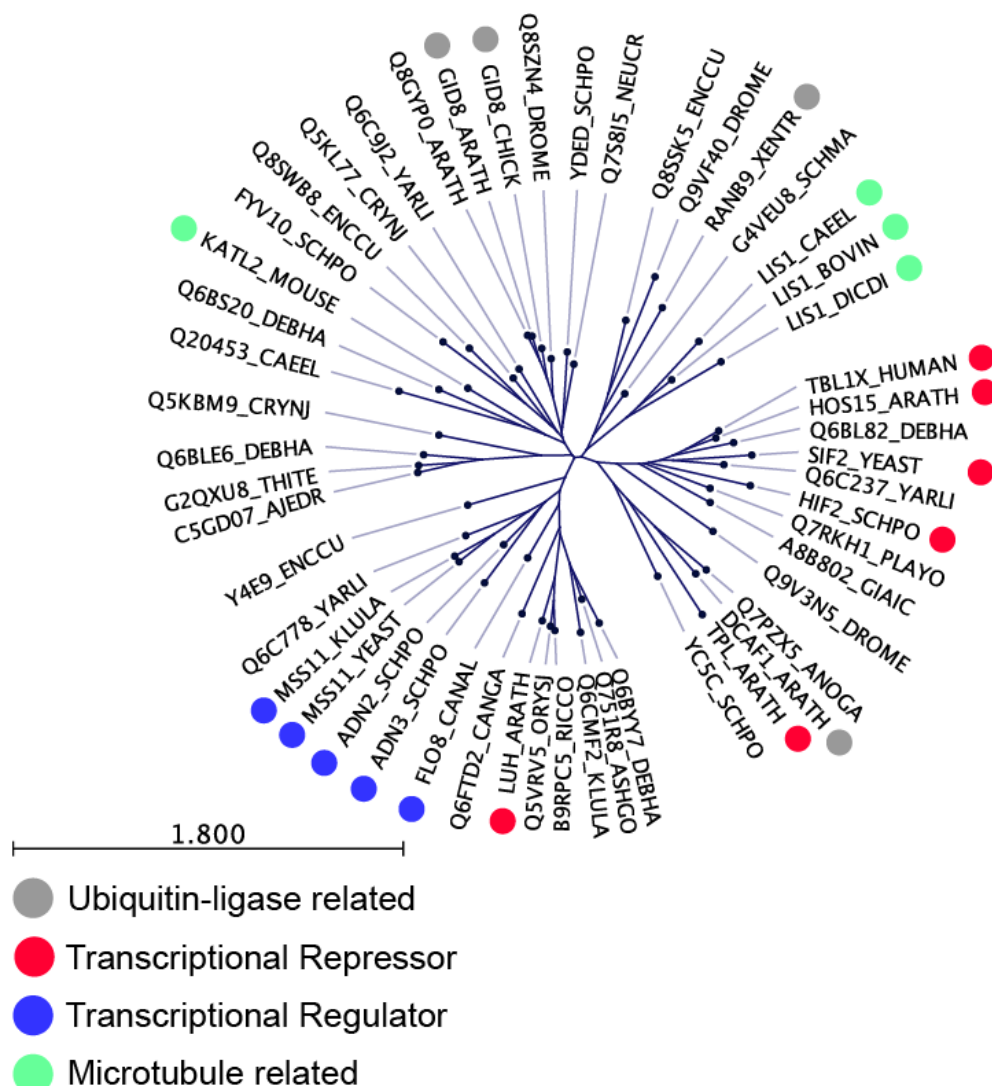 Q8GYP0_ARATH
GID8_ARATH
GID8_CHICK
Q8SZN4_DROME
YDED_SCHPO
Q7S8I5_NEUCR
Q8SSK5_ENCCU
Q9VF40_DROME
RANB9_XENTR
G4VEU8_SCHMA
LIS1_CAEEL
LIS1_BOVIN
LIS1_DICDI
TBL1X_HUMAN
HOS15_ARATH
Q6BL82_DEBHA
SIF2_YEAST
Q6C237_YARLI
HIF2_SCHPO
Q7RKH1_PLAYO
A8B802_GIAIC
Q9V3N5_DROME
Q7PZX5_ANOGA
DCAF1_ARATH
TPL_ARATH
YC5C_SCHPO
Q6BYY7_DEBHA
Q751R8_ASHGO
Q6CMF2_KLULA
B9RPC5_RICCO
Q5VRV5_ORYSJ
LUH_ARATH
Q6FTD2_CANGA
FLO8_CANAL
ADN3_SCHPO
ADN2_SCHPO
MSS11_YEAST
MSS11_KLULA
Q6C778_YARLI
Y4E9_ENCCU
C5GD07_AJEDR
G2QXU8_THITE
Q6BLE6_DEBHA
Q5KBM9_CRYNJ
Q20453_CAEEL
Q6BS20_DEBHA
KATL2_MOUSE
FYV10_SCHPO
Q8SWB8_ENCCU
Q5KL77_CRYNJ
Q6C9J2_YARLI
1.800
Ubiquitin-ligase related
Transcriptional Repressor
Transcriptional Regulator
Microtubule related